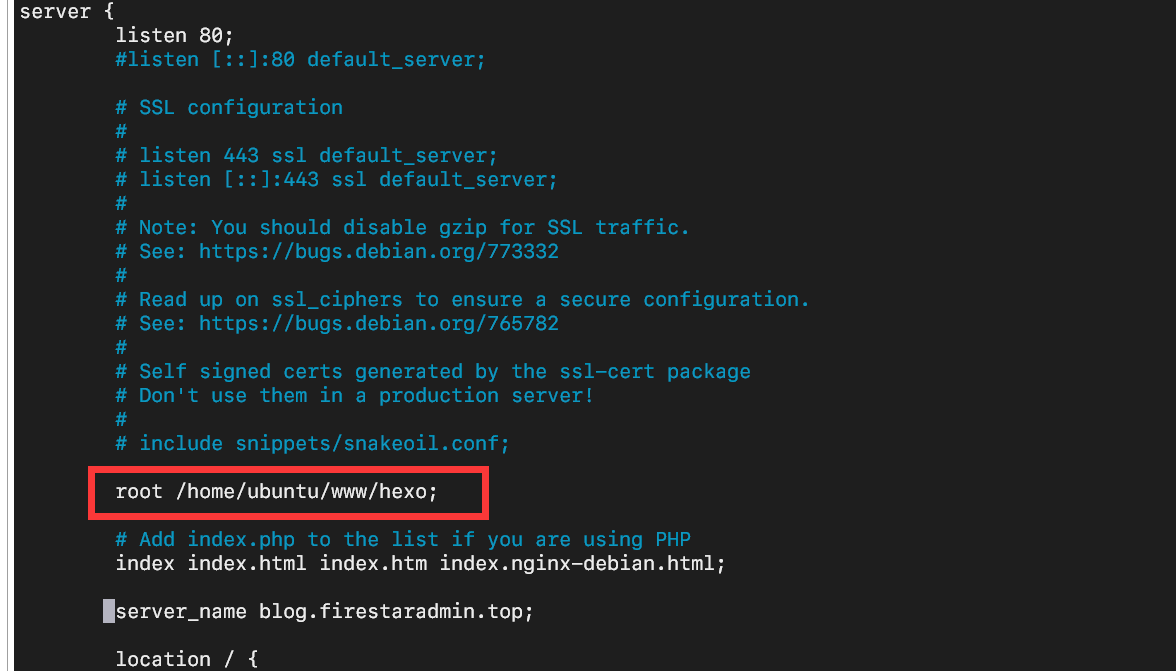 server {
listen 80;
#listen [::]:80 default_server;
# SSL configuration
#
# listen 443 ssl default_server;
# listen [::]:443 ssl default_server;
#
# Note: You should disable gzip for SSL traffic.
# See: https://bugs.debian.org/773332
#
# Read up on ssl_ciphers to ensure a secure configuration.
# See: https://bugs.debian.org/765782
#
# Self signed certs generated by the ssl-cert package
# Don't use them in a production server!
#
# include snippets/snakeoil.conf;
root /home/ubuntu/www/hexo;
# Add index.php to the list if you are using PHP
index index.html index.htm index.nginx-debian.html;
server_name blog.firestaradmin.top;
location / {